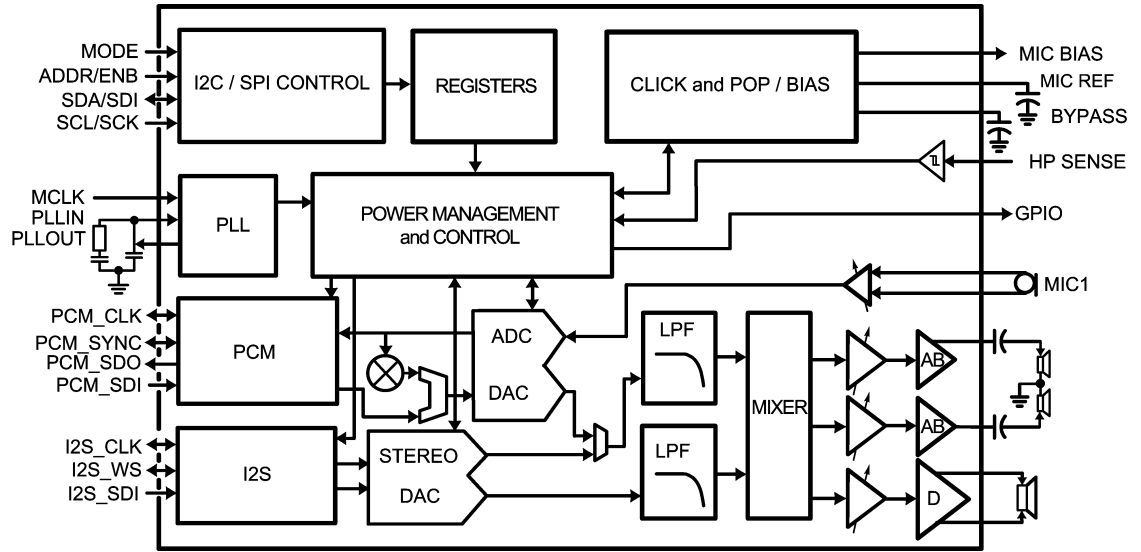 MODE
ADDR/ENB
SDA/SDI
SCL/SCK
I2C / SPI CONTROL
REGISTERS
CLICK and POP / BIAS
MIC BIAS
MIC REF
BYPASS
HP SENSE
MCLK
PLLIN
PLLOUT
PLL
POWER MANAGEMENT
and CONTROL
GPIO
MIC1
PCM_CLK
PCM_SYNC
PCM_SDO
PCM_SDI
PCM
ADC
DAC
LPF
MIXER
AB
AB
I2S_CLK
I2S_WS
I2S_SDI
I2S
STEREO
DAC
LPF
D